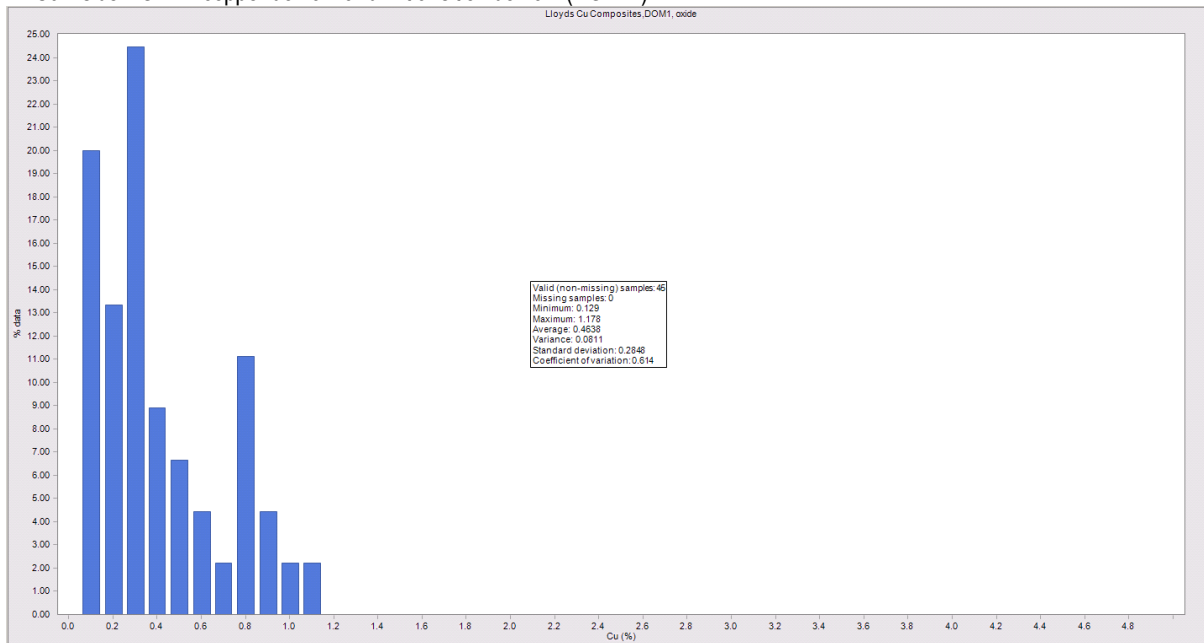 Lloyds Cu Composites,DOM1, oxide
25.00
24.00
23.00
22.00
21.00
20.00
19.00
18.00
17.00
16.00
15.00
14.00
13.00
12.00
11.00
10.00
9.00
8.00
7.00
6.00
5.00
4.00
3.00
2.00
1.00
0.00
% data
Valid (non-missing) samples: 45
Missing samples: 0
Minimum: 0.129
Maximum: 1.178
Average: 0.4638
Variance: 0.0811
Standard deviation: 0.2848
Coefficient of variation: 0.614
0.0 0.2 0.4 0.6 0.8 1.0 1.2 1.4 1.6 1.8 2.0 2.2 2.4 2.6 2.8 3.0 3.2 3.4 3.6 3.8 4.0 4.2 4.4 4.6 4.8
Cu (%)